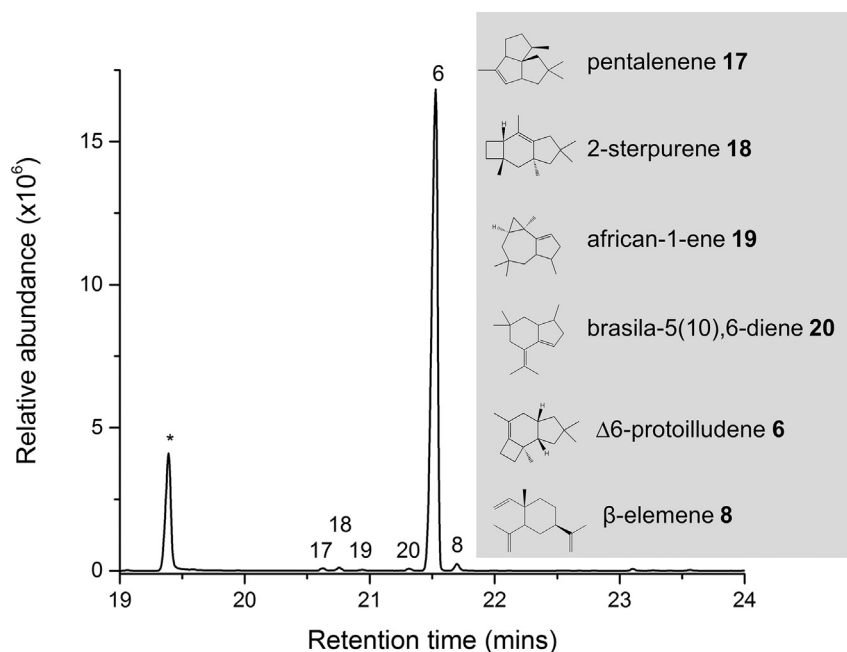 Relative abundance (x10⁶)
15
10
5
0
*
17
18
19
20
6
8
19
20
21
22
23
24
Retention time (mins)
H
pentalenene 17
H
2-sterpurene 18
H
african-1-ene 19
brasila-5(10),6-diene 20
H
H
Δ6-protoilludene 6
β-elemene 8